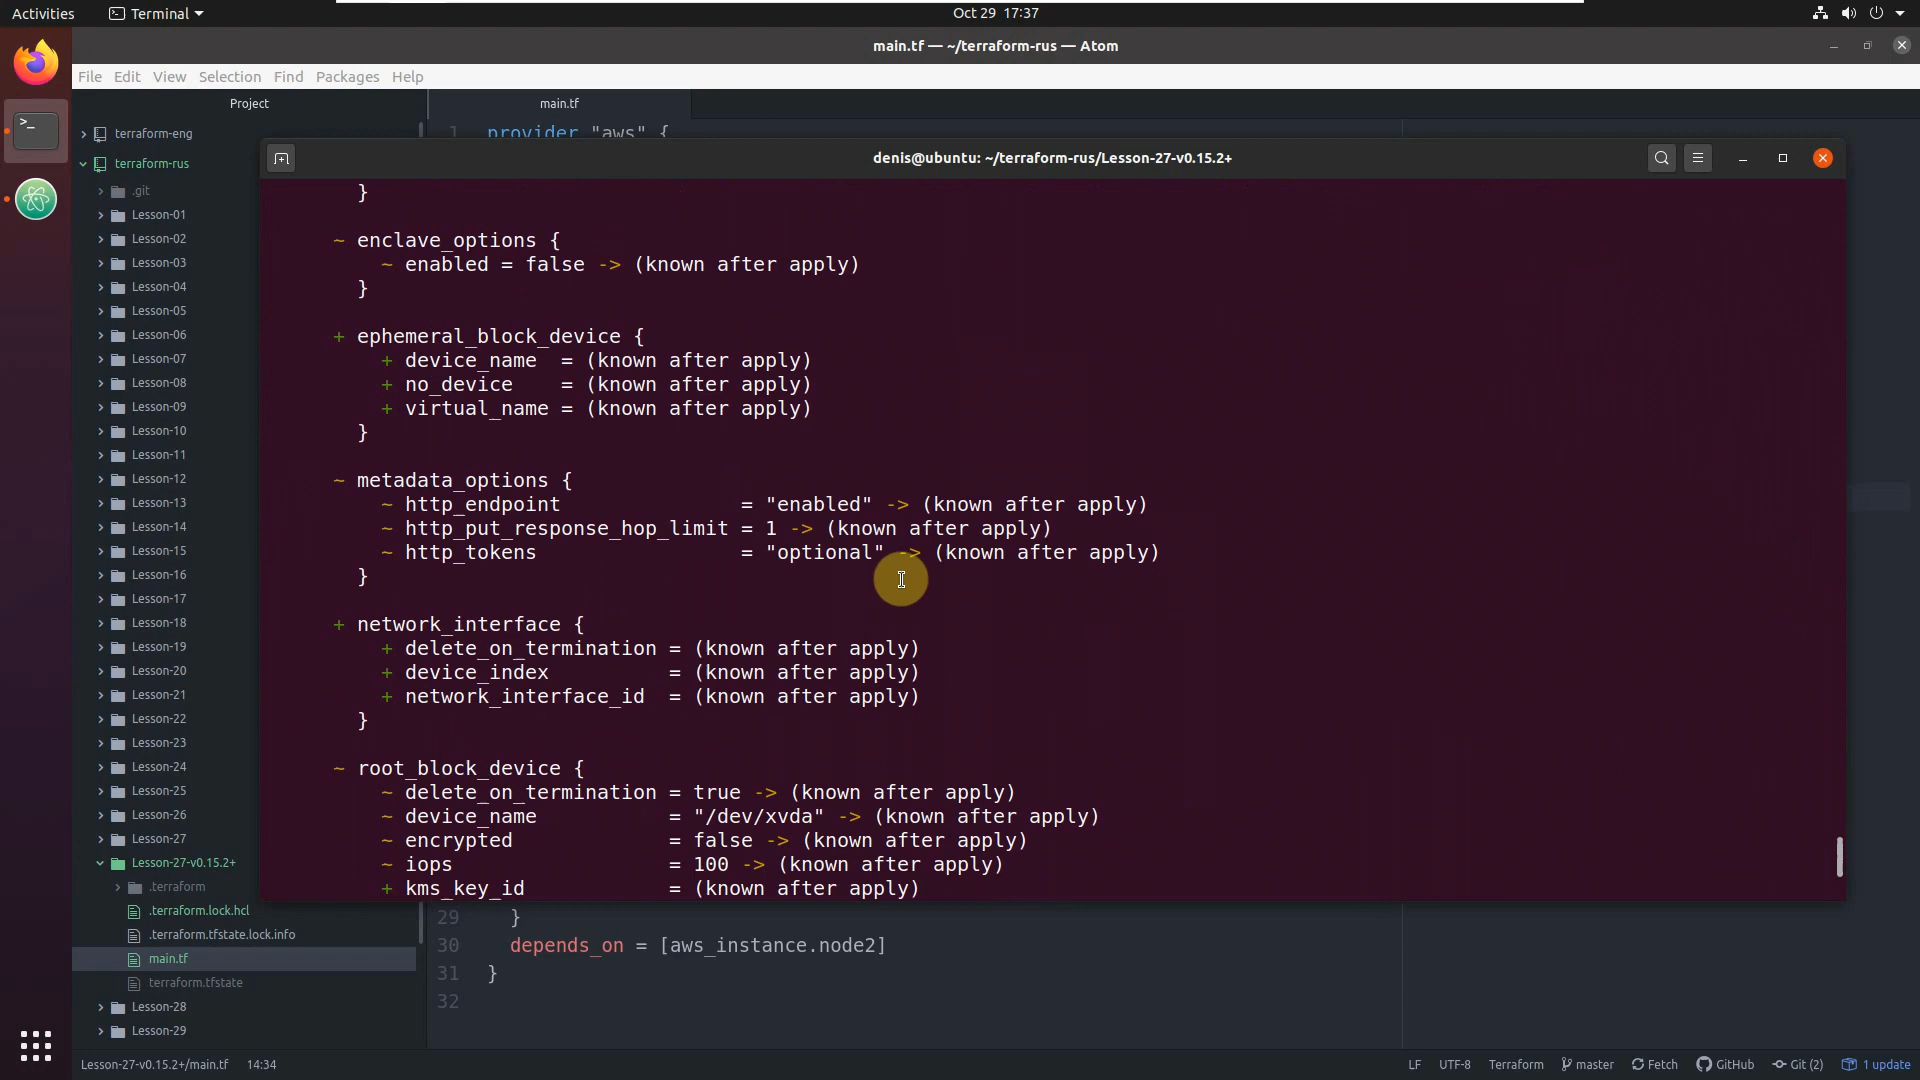 Activities
Terminal
Oct 29 17:37
main.tf — ~/terraform-rus — Atom
File Edit View Selection Find Packages Help
Project
main.tf
terraform-eng
1 provider "aws" {
terraform-rus
.git
Lesson-01
Lesson-02
Lesson-03
Lesson-04
Lesson-05
Lesson-06
Lesson-07
Lesson-08
Lesson-09
Lesson-10
Lesson-11
Lesson-12
Lesson-13
Lesson-14
Lesson-15
Lesson-16
Lesson-17
Lesson-18
Lesson-19
Lesson-20
Lesson-21
Lesson-22
Lesson-23
Lesson-24
Lesson-25
Lesson-26
Lesson-27
Lesson-27-v0.15.2+
.terraform
.terraform.lock.hcl
.terraform.tfstate.lock.info
main.tf
terraform.tfstate
Lesson-28
Lesson-29
denis@ubuntu: ~/terraform-rus/Lesson-27-v0.15.2+
}
~ enclave_options {
~ enabled = false -> (known after apply)
}
+ ephemeral_block_device {
+ device_name = (known after apply)
+ no_device = (known after apply)
+ virtual_name = (known after apply)
}
~ metadata_options {
~ http_endpoint = "enabled" -> (known after apply)
~ http_put_response_hop_limit = 1 -> (known after apply)
~ http_tokens = "optional" -> (known after apply)
}
+ network_interface {
+ delete_on_termination = (known after apply)
+ device_index = (known after apply)
+ network_interface_id = (known after apply)
}
~ root_block_device {
~ delete_on_termination = true -> (known after apply)
~ device_name = "/dev/xvda" -> (known after apply)
~ encrypted = false -> (known after apply)
~ iops = 100 -> (known after apply)
+ kms_key_id = (known after apply)
29 }
30 depends_on = [aws_instance.node2]
31 }
32
Lesson-27-v0.15.2+/main.tf 14:34
LF UTF-8 Terraform master Fetch GitHub Git (2) 1 update